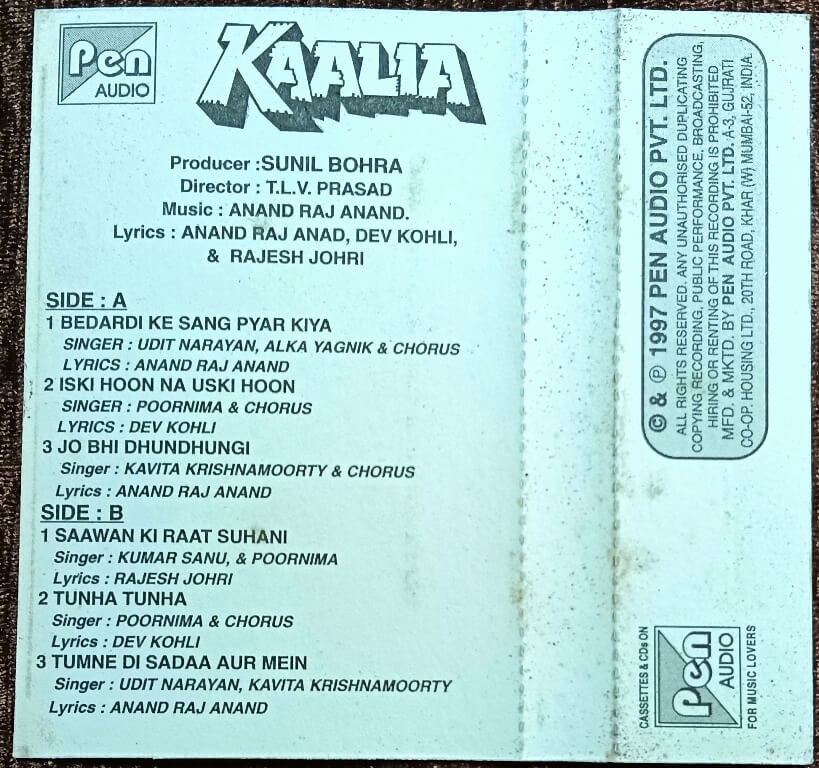 Pen
AUDIO
KAALIA
Producer :SUNIL BOHRA
Director : T.L.V. PRASAD
Music : ANAND RAJ ANAND.
Lyrics : ANAND RAJ ANAD, DEV KOHLI,
& RAJESH JOHRI
SIDE : A
1 BEDARDI KE SANG PYAR KIYA
SINGER : UDIT NARAYAN, ALKA YAGNIK & CHORUS
LYRICS : ANAND RAJ ANAND
2 ISKI HOON NA USKI HOON
SINGER : POORNIMA & CHORUS
LYRICS : DEV KOHLI
3 JO BHI DHUNDHUNGI
Singer : KAVITA KRISHNAMOORTY & CHORUS
Lyrics : ANAND RAJ ANAND
SIDE : B
1 SAAWAN KI RAAT SUHANI
Singer : KUMAR SANU, & POORNIMA
Lyrics : RAJESH JOHRI
2 TUNHA TUNHA
Singer : POORNIMA & CHORUS
Lyrics : DEV KOHLI
3 TUMNE DI SADAA AUR MEIN
Singer : UDIT NARAYAN, KAVITA KRISHNAMOORTY
Lyrics : ANAND RAJ ANAND
© & ℗ 1997 PEN AUDIO PVT. LTD.
ALL RIGHTS RESERVED. ANY UNAUTHORISED DUPLICATING
COPYING RECORDING, PUBLIC PERFORMANCE, BROADCASTING,
HIRING OR RENTING OF THIS RECORDING IS PROHIBITED
MFD. & MKTD. BY PEN AUDIO PVT. LTD. A-3, GUJRATI
CO-OP. HOUSING LTD., 20TH ROAD, KHAR (W) MUMBAI-52, INDIA.
CASSETTES & CDs ON
Pen
AUDIO
FOR MUSIC LOVERS